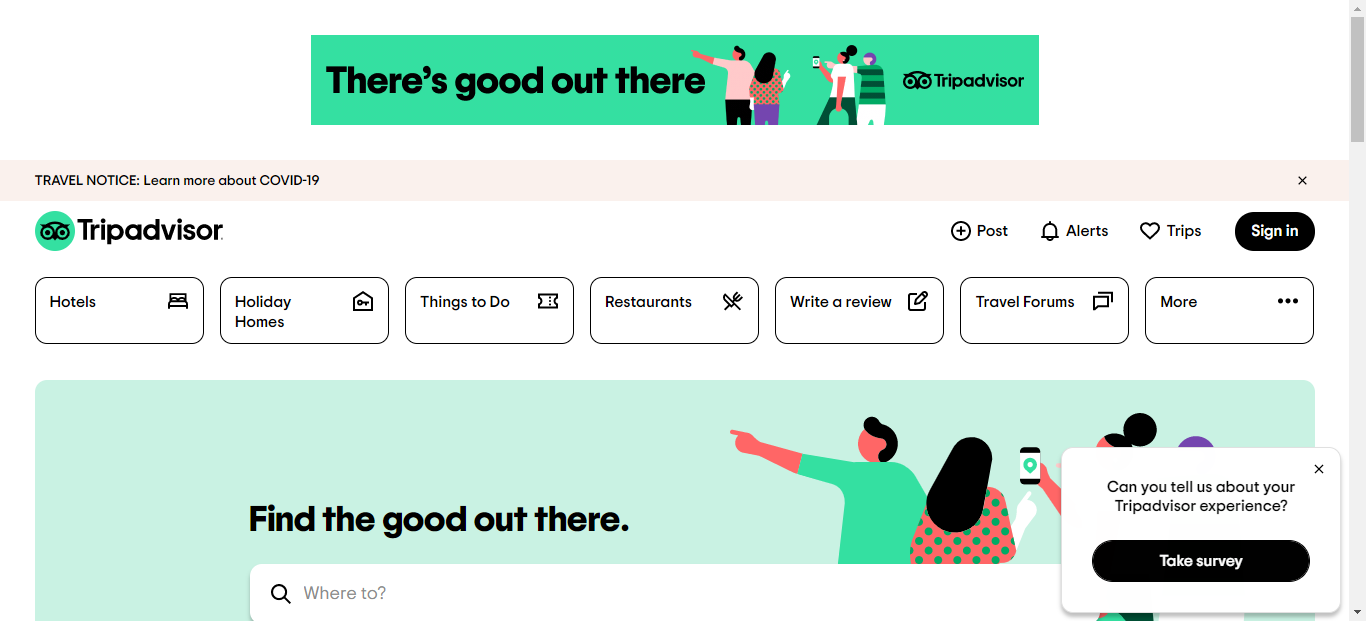 There's good out there
Tripadvisor
TRAVEL NOTICE: Learn more about COVID-19
Tripadvisor
Post
Alerts
Trips
Sign in
Hotels
Holiday
Homes
Things to Do
Restaurants
Write a review
Travel Forums
More
Find the good out there.
Where to?
Can you tell us about your
Tripadvisor experience?
Take survey